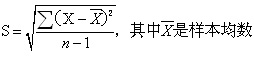 S = √(∑(X − X̄)² / (n − 1)), 其中X̄是样本均数